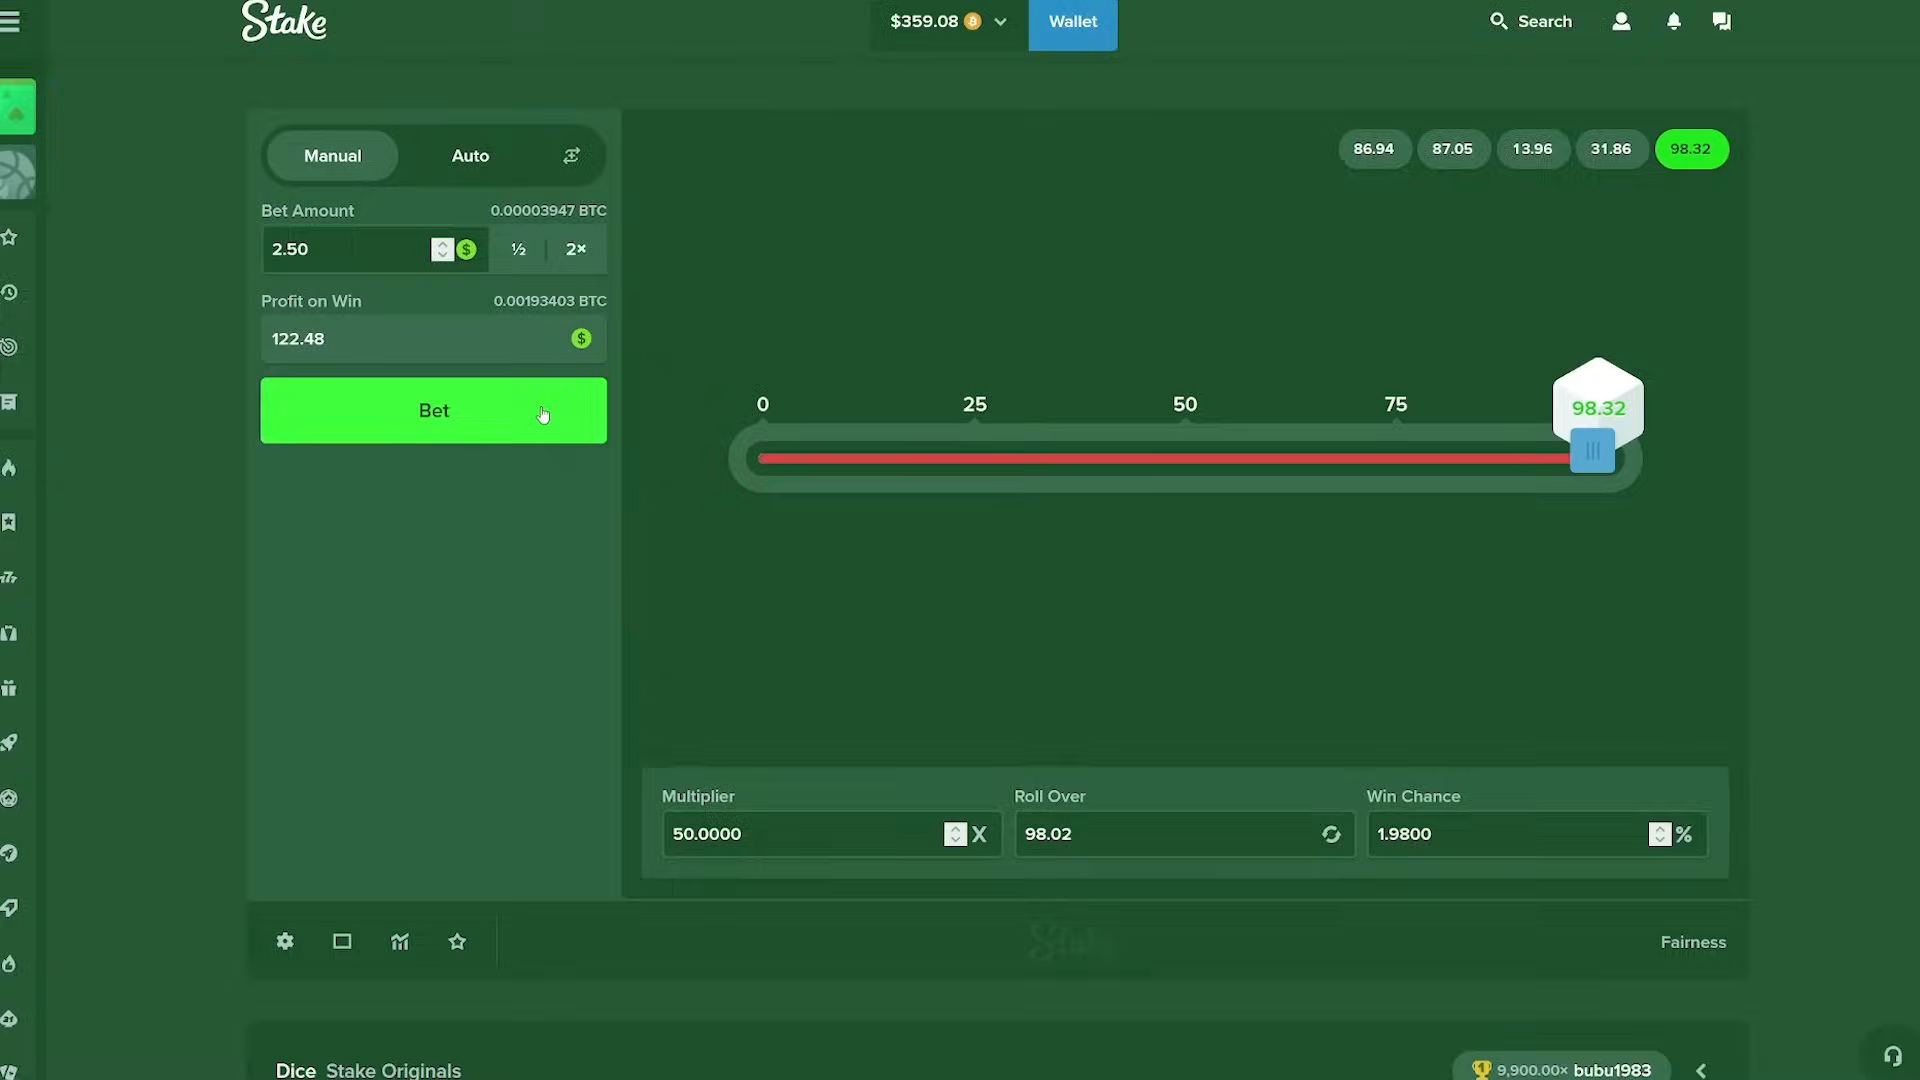 Stake
$359.08
Wallet
Search
Manual
Auto
86.94
87.05
13.96
31.86
98.32
Bet Amount
0.00003947 BTC
2.50
$
½
2×
Profit on Win
0.00193403 BTC
122.48
$
Bet
0
25
50
75
98.32
Multiplier
Roll Over
Win Chance
50.0000
X
98.02
1.9800
%
Stake
Fairness
Dice Stake Originals
9,900.00× bubu1983